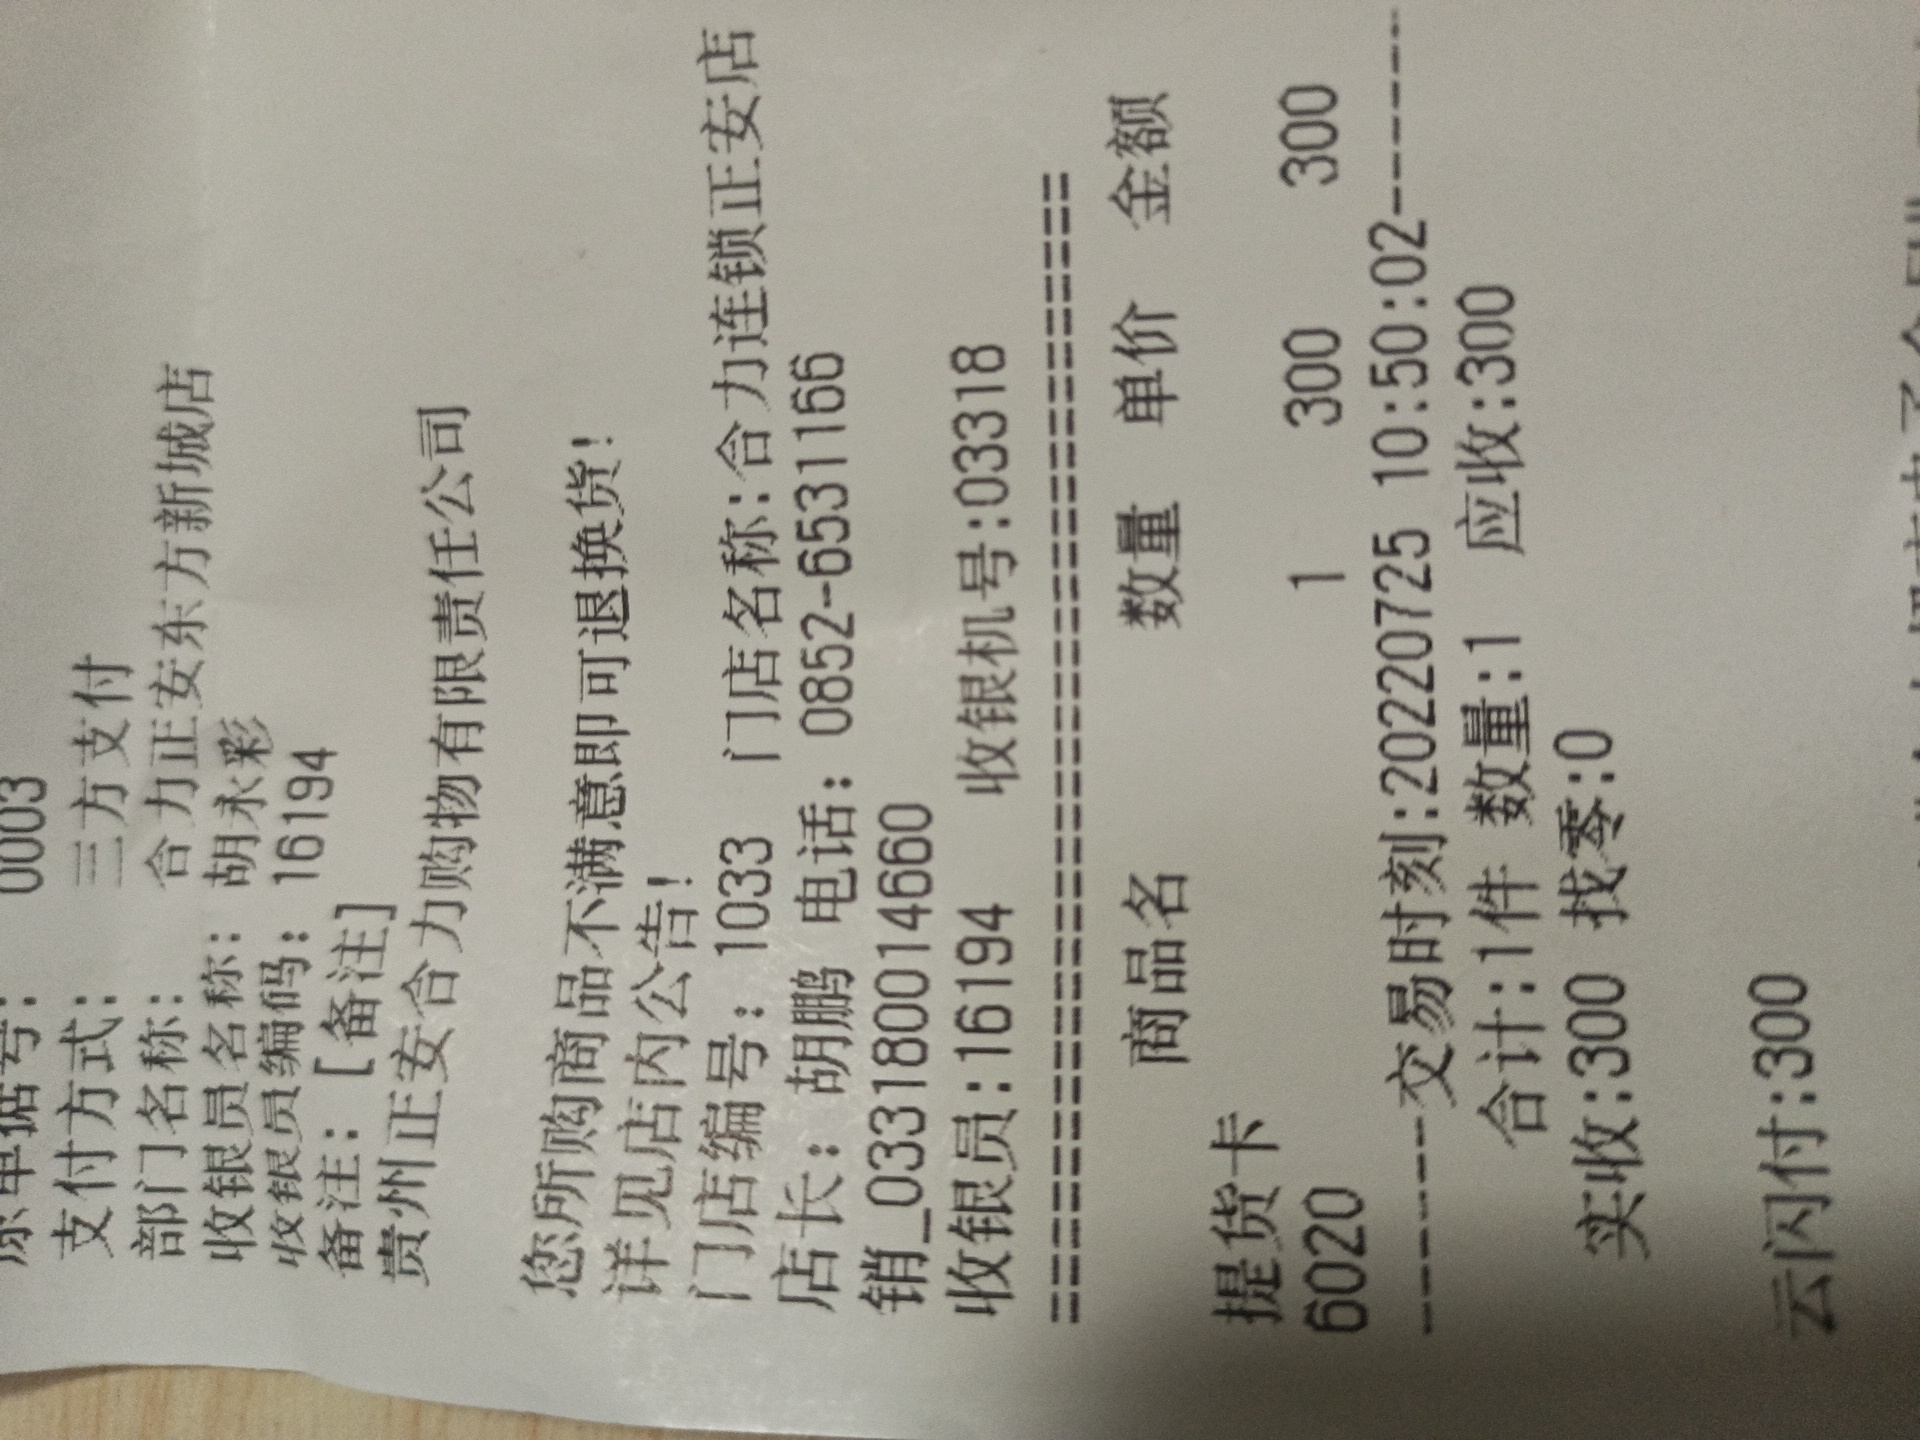 原单据号: 0003
支付方式: 三方支付
部门名称: 合力正安东方新城店
收银员名称: 胡永彩
收银员编码: 16194
备注: [备注]
贵州正安合力购物有限责任公司
您所购商品不满意即可退换货!
详见店内公告!
门店编号: 1033 门店名称:合力连锁正安店
店长: 胡鹏 电话: 0852-6531166
销_033180014660
收银员:16194 收银机号:03318
商品名 数量 单价 金额
提货卡
6020 1 300 300
--------交易时刻:20220725 10:50:02--------
合计:1件 数量:1 应收:300
实收:300 找零:0
云闪付:300